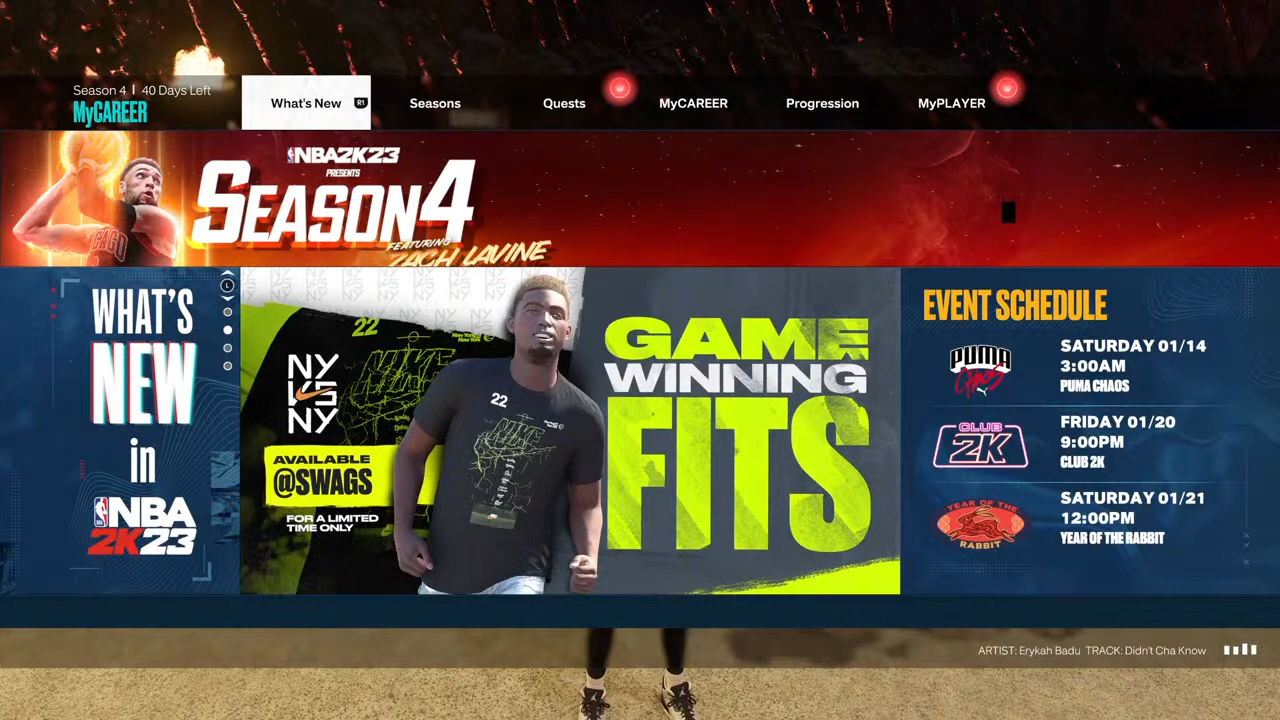 Season 4 | 40 Days Left
MyCAREER
What's New
R1
Seasons
Quests
MyCAREER
Progression
MyPLAYER
NBA2K23
PRESENTS
SEASON 4
FEATURING
ZACH LAVINE
WHAT'S
NEW
in
NBA
2K23
L
NY
NY
22
AVAILABLE
@SWAGS
FOR A LIMITED
TIME ONLY
22
NIKE
GAME
WINNING
FITS
EVENT SCHEDULE
PUMA
Chaos
SATURDAY 01/14
3:00AM
PUMA CHAOS
CLUB
2K
FRIDAY 01/20
9:00PM
CLUB 2K
YEAR OF THE
RABBIT
SATURDAY 01/21
12:00PM
YEAR OF THE RABBIT
ARTIST: Erykah Badu TRACK: Didn't Cha Know